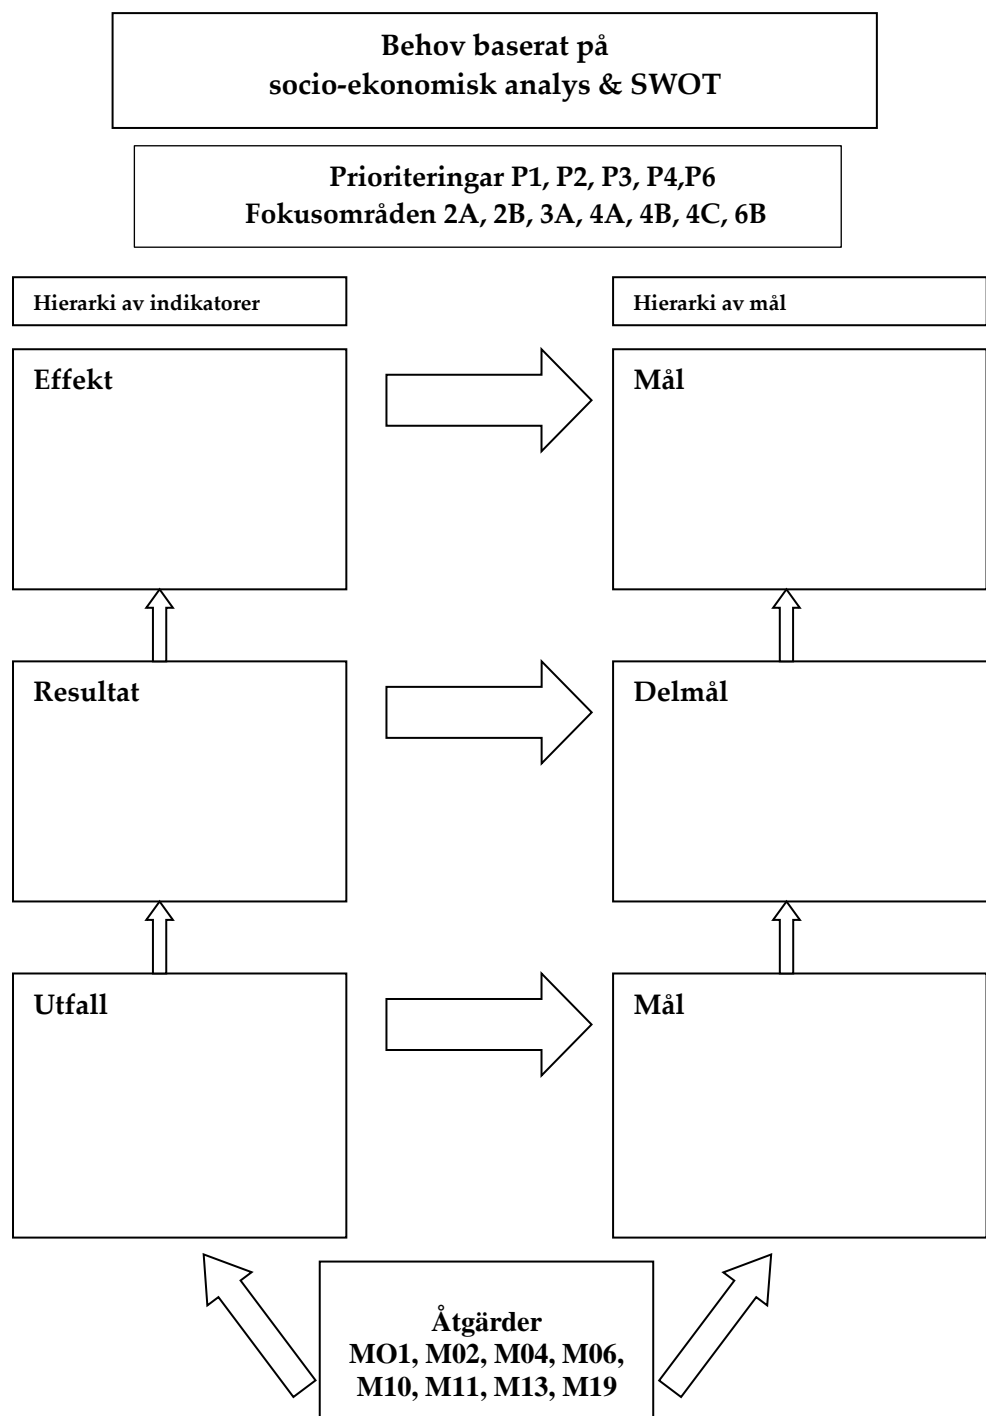 Behov baserat på
socio-ekonomisk analys & SWOT
Prioriteringar P1, P2, P3, P4,P6
Fokusområden 2A, 2B, 3A, 4A, 4B, 4C, 6B
Hierarki av indikatorer
Hierarki av mål
Effekt
Mål
Resultat
Delmål
Utfall
Mål
Åtgärder
MO1, M02, M04, M06,
M10, M11, M13, M19